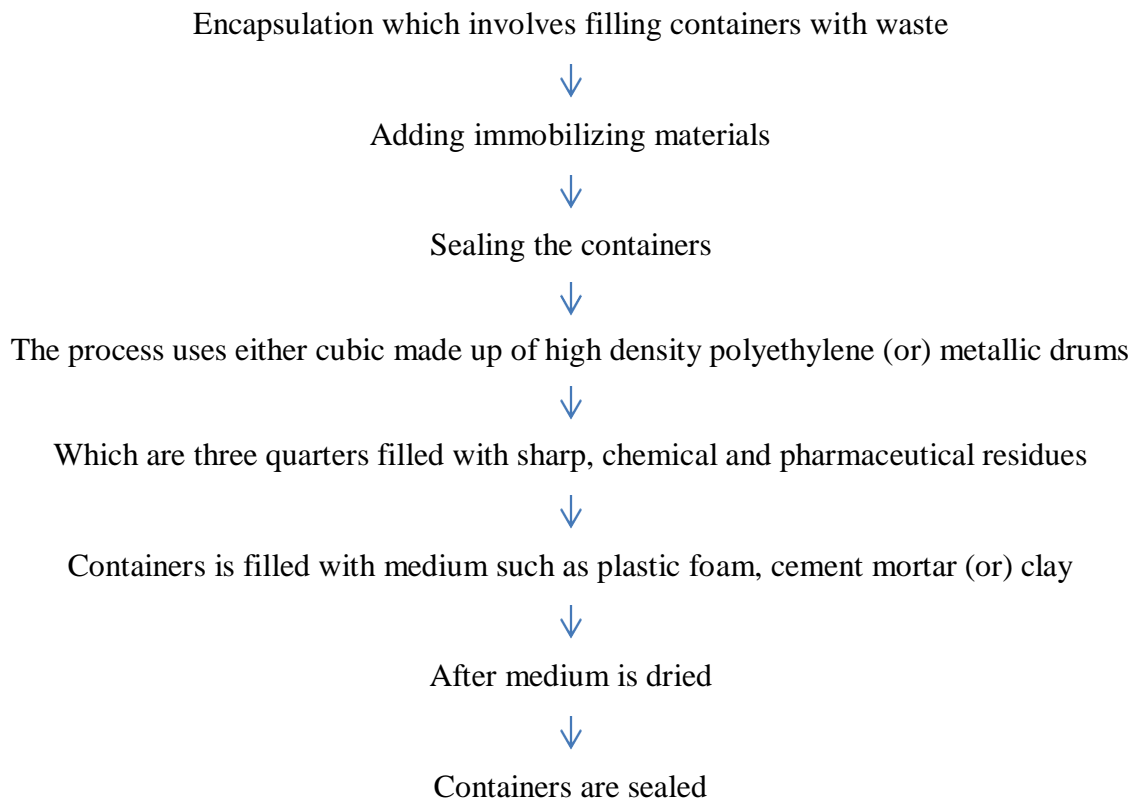 Encapsulation which involves filling containers with waste
Adding immobilizing materials
Sealing the containers
The process uses either cubic made up of high density polyethylene (or) metallic drums
Which are three quarters filled with sharp, chemical and pharmaceutical residues
Containers is filled with medium such as plastic foam, cement mortar (or) clay
After medium is dried
Containers are sealed